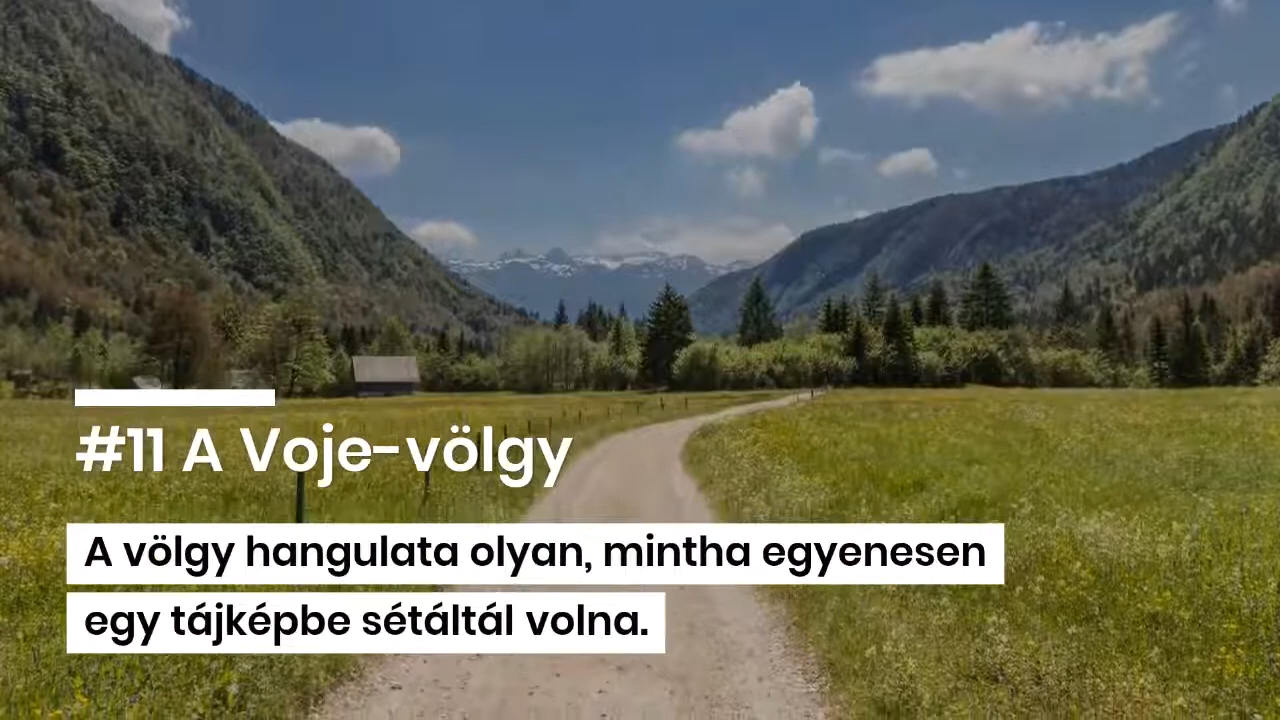 #11 A Voje-völgy
A völgy hangulata olyan, mintha egyenesen
egy tájképbe sétáltál volna.